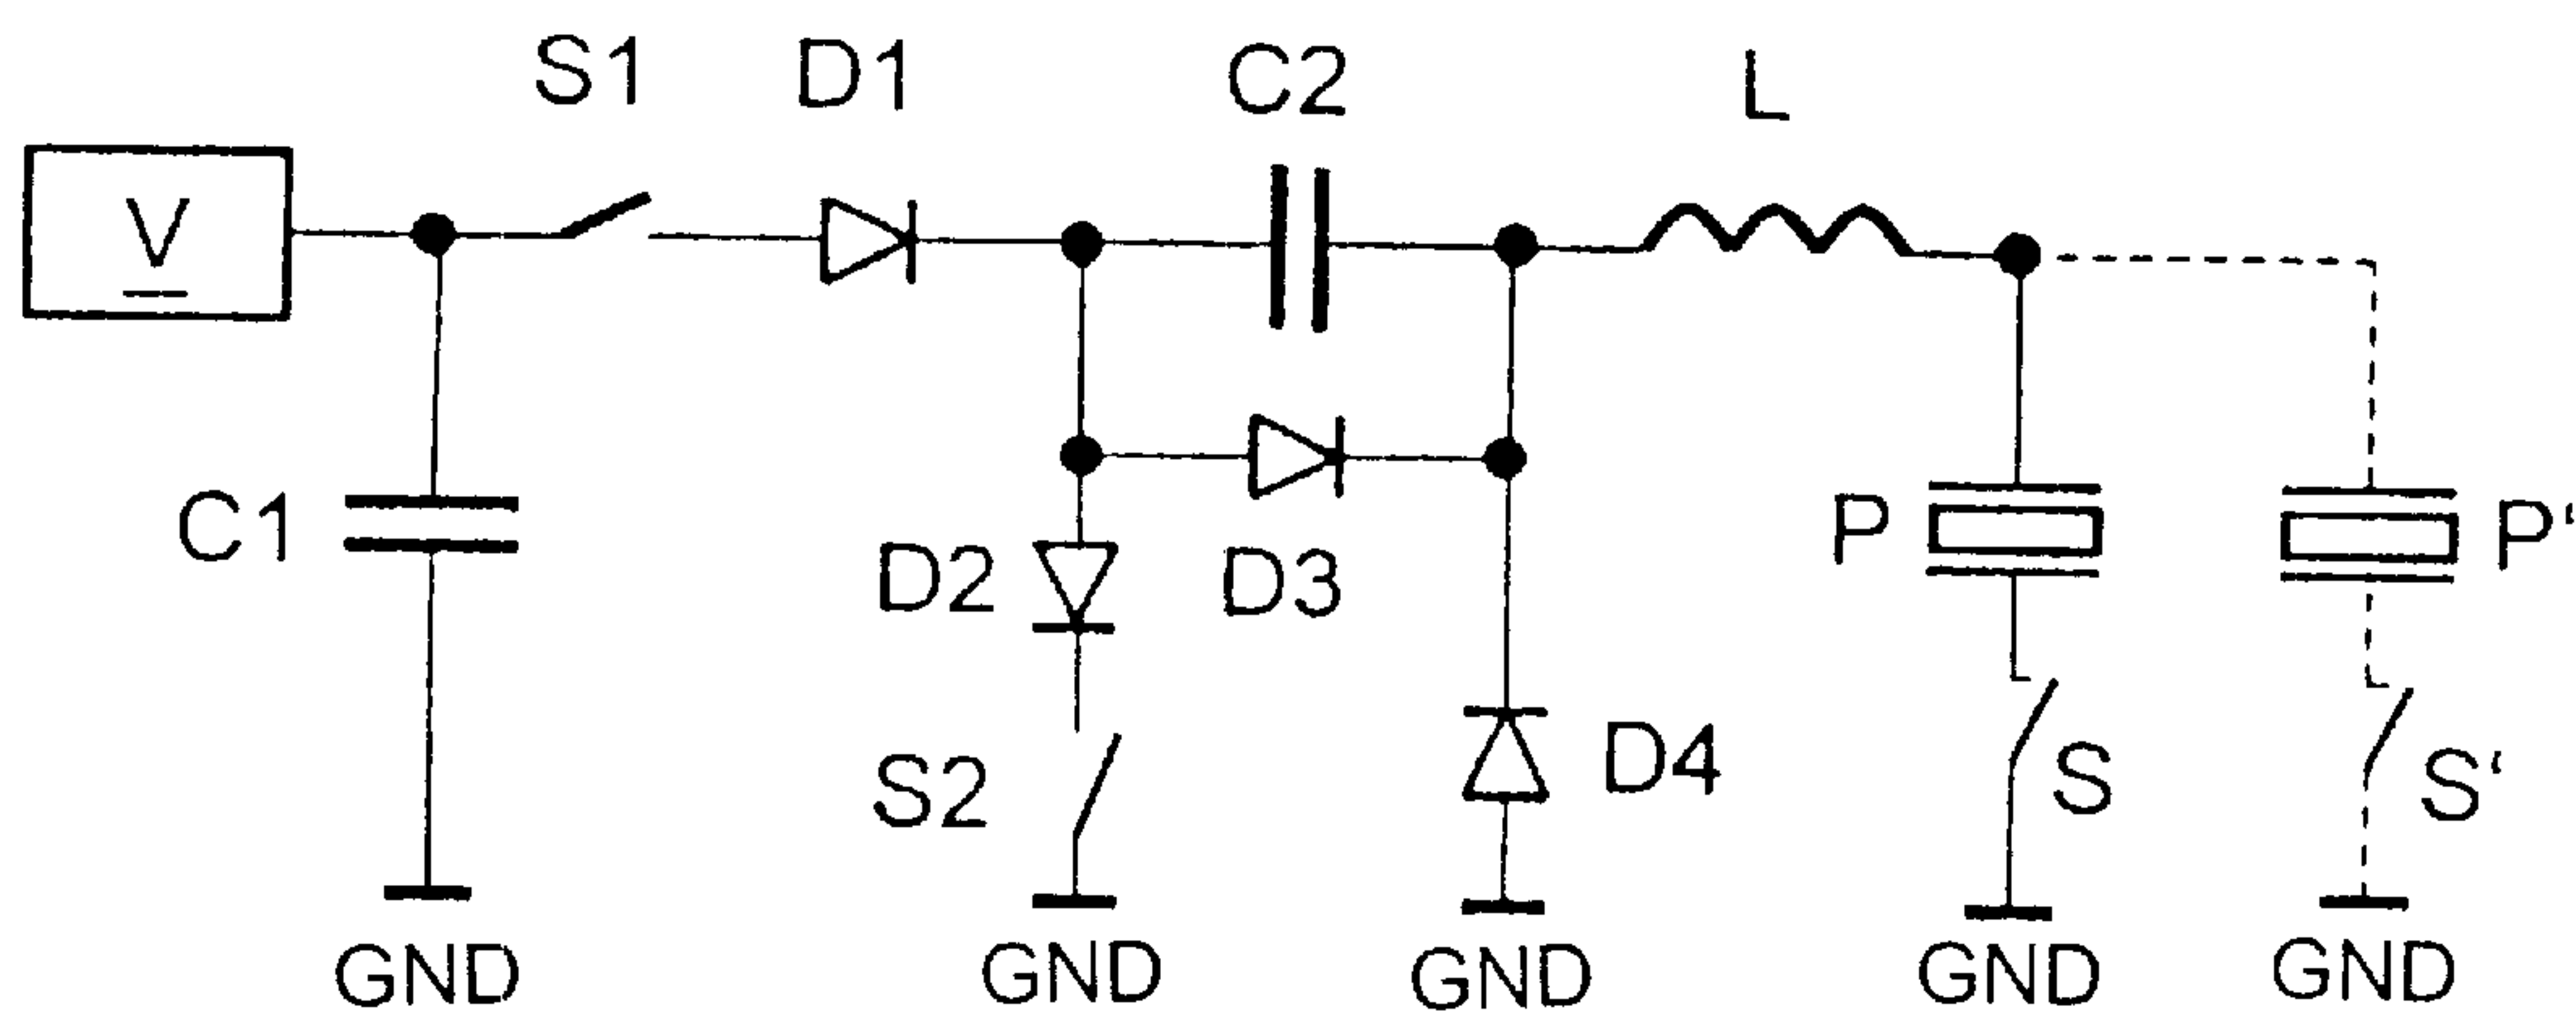 S1 D1 C2 L
V
C1 D2 D3 P P‘
S2 D4 S S‘
GND GND GND GND GND